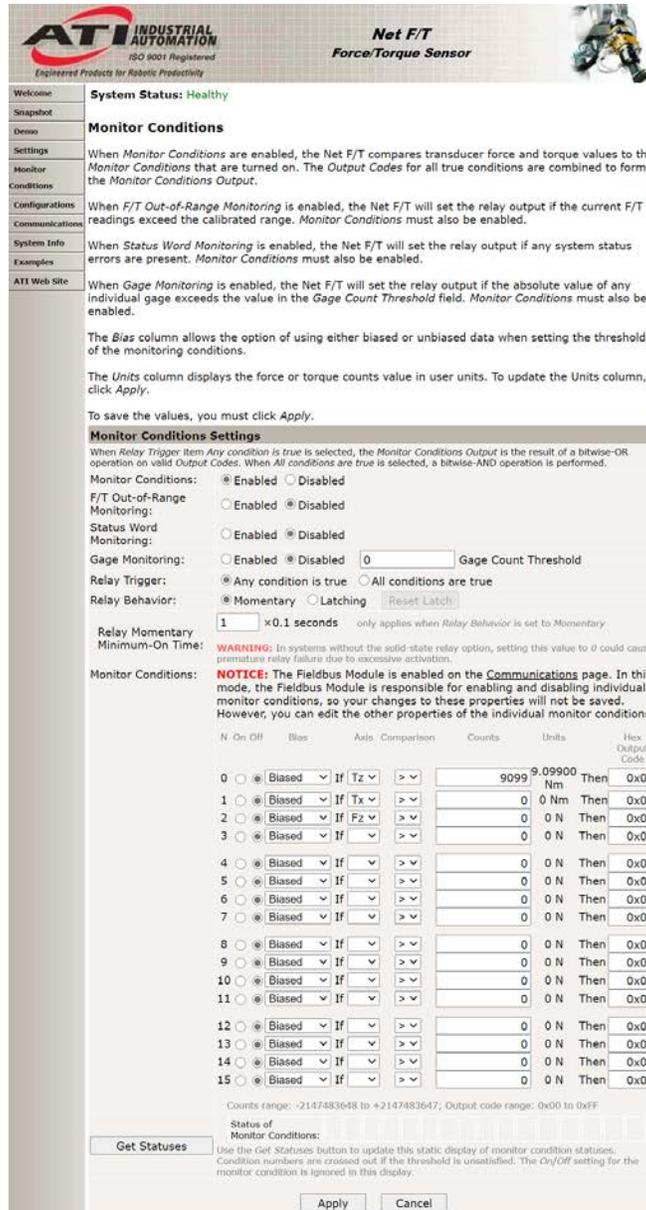 ATI INDUSTRIAL
AUTOMATION
ISO 9001 Registered
Engineered Products for Robotic Productivity
Net F/T
Force/Torque Sensor
Welcome
Snapshot
Demo
Settings
Monitor
Conditions
Configurations
Communications
System Info
Examples
ATI Web Site
System Status: Healthy
Monitor Conditions
When Monitor Conditions are enabled, the Net F/T compares transducer force and torque values to th
Monitor Conditions that are turned on. The Output Codes for all true conditions are combined to form
the Monitor Conditions Output.
When F/T Out-of-Range Monitoring is enabled, the Net F/T will set the relay output if the current F/T
readings exceed the calibrated range. Monitor Conditions must also be enabled.
When Status Word Monitoring is enabled, the Net F/T will set the relay output if any system status
errors are present. Monitor Conditions must also be enabled.
When Gage Monitoring is enabled, the Net F/T will set the relay output if the absolute value of any
individual gage exceeds the value in the Gage Count Threshold field. Monitor Conditions must also be
enabled.
The Bias column allows the option of using either biased or unbiased data when setting the threshold
of the monitoring conditions.
The Units column displays the force or torque counts value in user units. To update the Units column,
click Apply.
To save the values, you must click Apply.
Monitor Conditions Settings
When Relay Trigger item Any condition is true is selected, the Monitor Conditions Output is the result of a bitwise-OR
operation on valid Output Codes. When All conditions are true is selected, a bitwise-AND operation is performed.
Monitor Conditions: Enabled Disabled
F/T Out-of-Range
Monitoring: Enabled Disabled
Status Word
Monitoring: Enabled Disabled
Gage Monitoring: Enabled Disabled 0 Gage Count Threshold
Relay Trigger: Any condition is true All conditions are true
Relay Behavior: Momentary Latching Reset Latch
Relay Momentary
Minimum-On Time: 1 ×0.1 seconds only applies when Relay Behavior is set to Momentary
WARNING: In systems without the solid-state relay option, setting this value to 0 could caus
premature relay failure due to excessive activation.
Monitor Conditions: NOTICE: The Fieldbus Module is enabled on the Communications page. In this
mode, the Fieldbus Module is responsible for enabling and disabling individual
monitor conditions, so your changes to these properties will not be saved.
However, you can edit the other properties of the individual monitor conditions
N On Off Bias Axis Comparison Counts Units Hex
Output
Code
0 Biased If Tz > 9099 9.09900 Nm Then 0x0
1 Biased If Tx > 0 0 Nm Then 0x0
2 Biased If Fz > 0 0 N Then 0x0
3 Biased If > 0 0 N Then 0x0
4 Biased If > 0 0 N Then 0x0
5 Biased If > 0 0 N Then 0x0
6 Biased If > 0 0 N Then 0x0
7 Biased If > 0 0 N Then 0x0
8 Biased If > 0 0 N Then 0x0
9 Biased If > 0 0 N Then 0x0
10 Biased If > 0 0 N Then 0x0
11 Biased If > 0 0 N Then 0x0
12 Biased If > 0 0 N Then 0x0
13 Biased If > 0 0 N Then 0x0
14 Biased If > 0 0 N Then 0x0
15 Biased If > 0 0 N Then 0x0
Counts range: -2147483648 to +2147483647; Output code range: 0x00 to 0xFF
Status of
Monitor Conditions:
Get Statuses
Use the Get Statuses button to update this static display of monitor condition statuses.
Condition numbers are crossed out if the threshold is unsatisfied. The On/Off setting for the
monitor condition is ignored in this display.
Apply Cancel